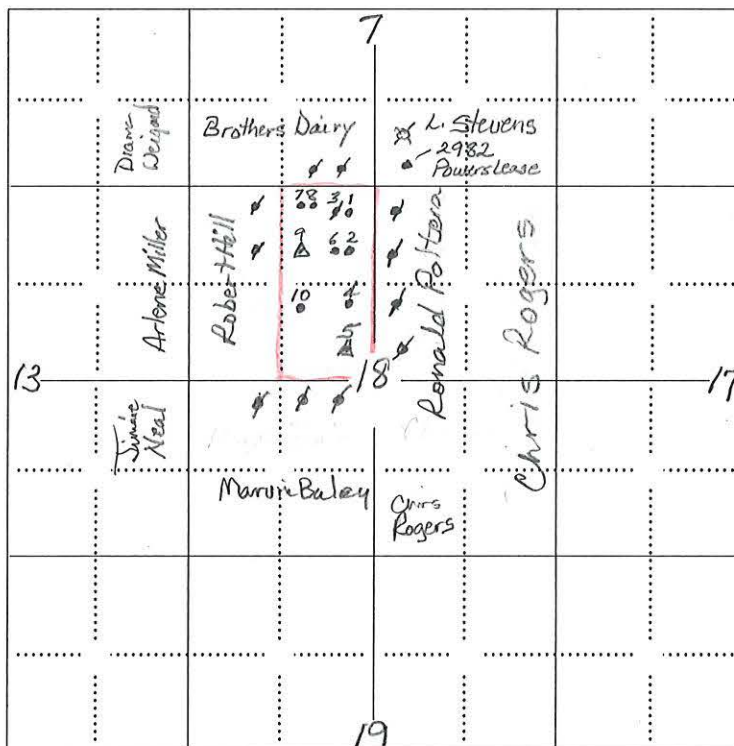 7
Diana
Weigand
Brothers Dairy
L. Stevens
2982
Powers Lease
7 8 3 1
9 6 2
10 4
5
Arlene Miller
Robert Hill
Ronald
Chris Rogers
13
18
17
Jimmie
Neal
Marvin Baley
Chris
Rogers
19